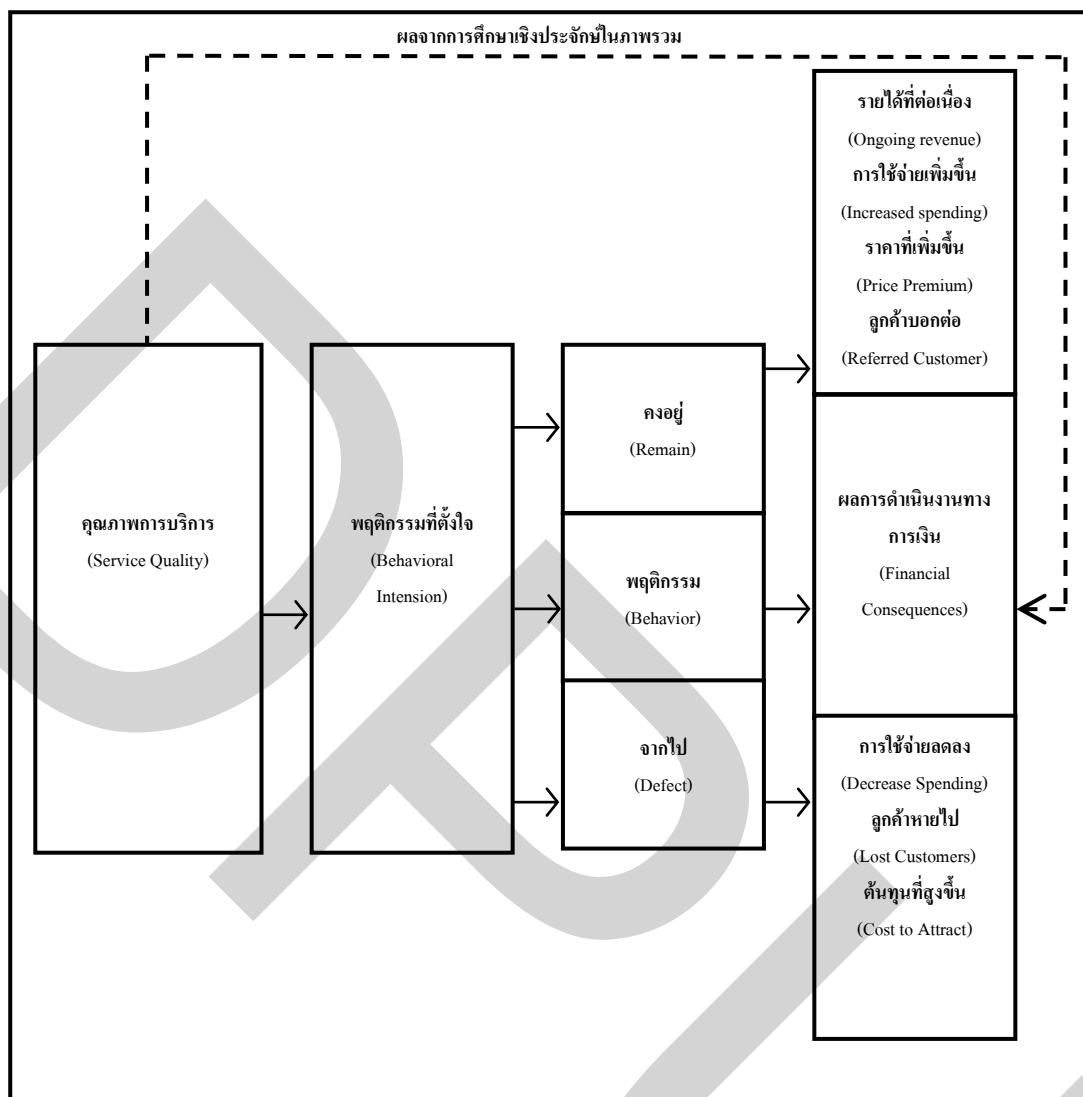 ผลจากการศึกษาเชิงประจักษ์ในภาพรวม
คุณภาพการบริการ
(Service Quality)
พฤติกรรมที่ตั้งใจ
(Behavioral
Intension)
คงอยู่
(Remain)
พฤติกรรม
(Behavior)
จากไป
(Defect)
รายได้ที่ต่อเนื่อง
(Ongoing revenue)
การใช้จ่ายเพิ่มขึ้น
(Increased spending)
ราคาที่เพิ่มขึ้น
(Price Premium)
ลูกค้าบอกต่อ
(Referred Customer)
ผลการดำเนินงานทาง
การเงิน
(Financial
Consequences)
การใช้จ่ายลดลง
(Decrease Spending)
ลูกค้าหายไป
(Lost Customers)
ต้นทุนที่สูงขึ้น
(Cost to Attract)